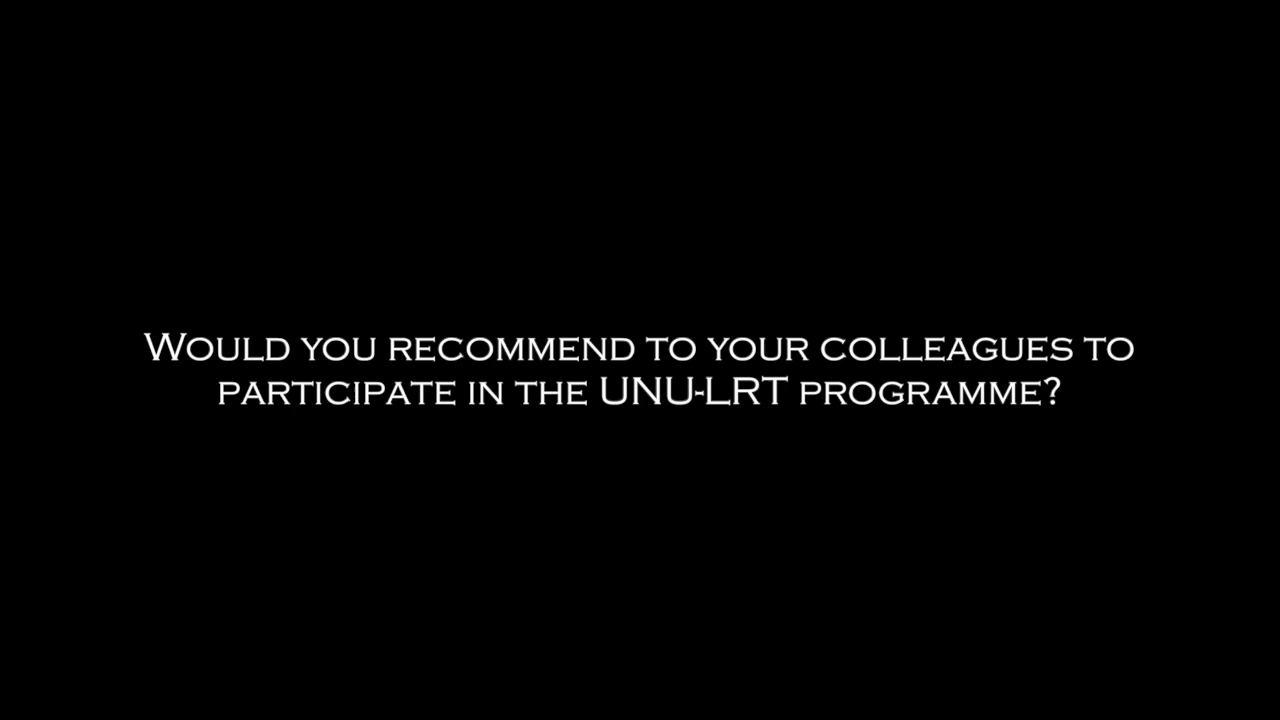 Would you recommend to your colleagues to
participate in the UNU-LRT programme?